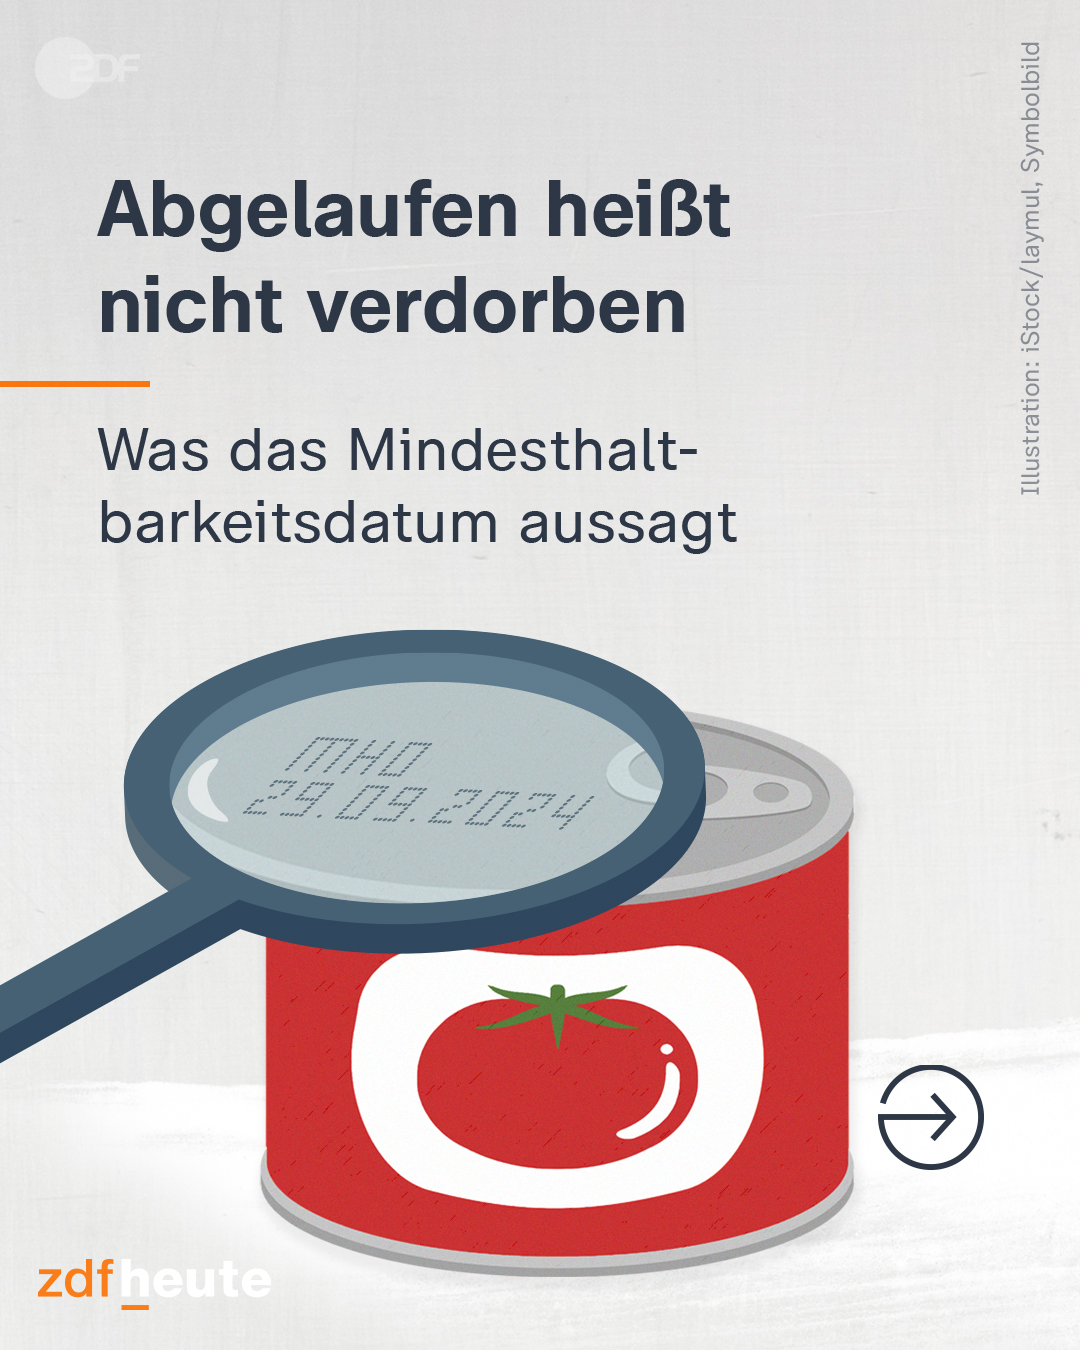 ZDF
Abgelaufen heißt
nicht verdorben
Was das Mindesthalt-
barkeitsdatum aussagt
Illustration: iStock/laymul, Symbolbild
MHD
29.09.2024
zdfheute